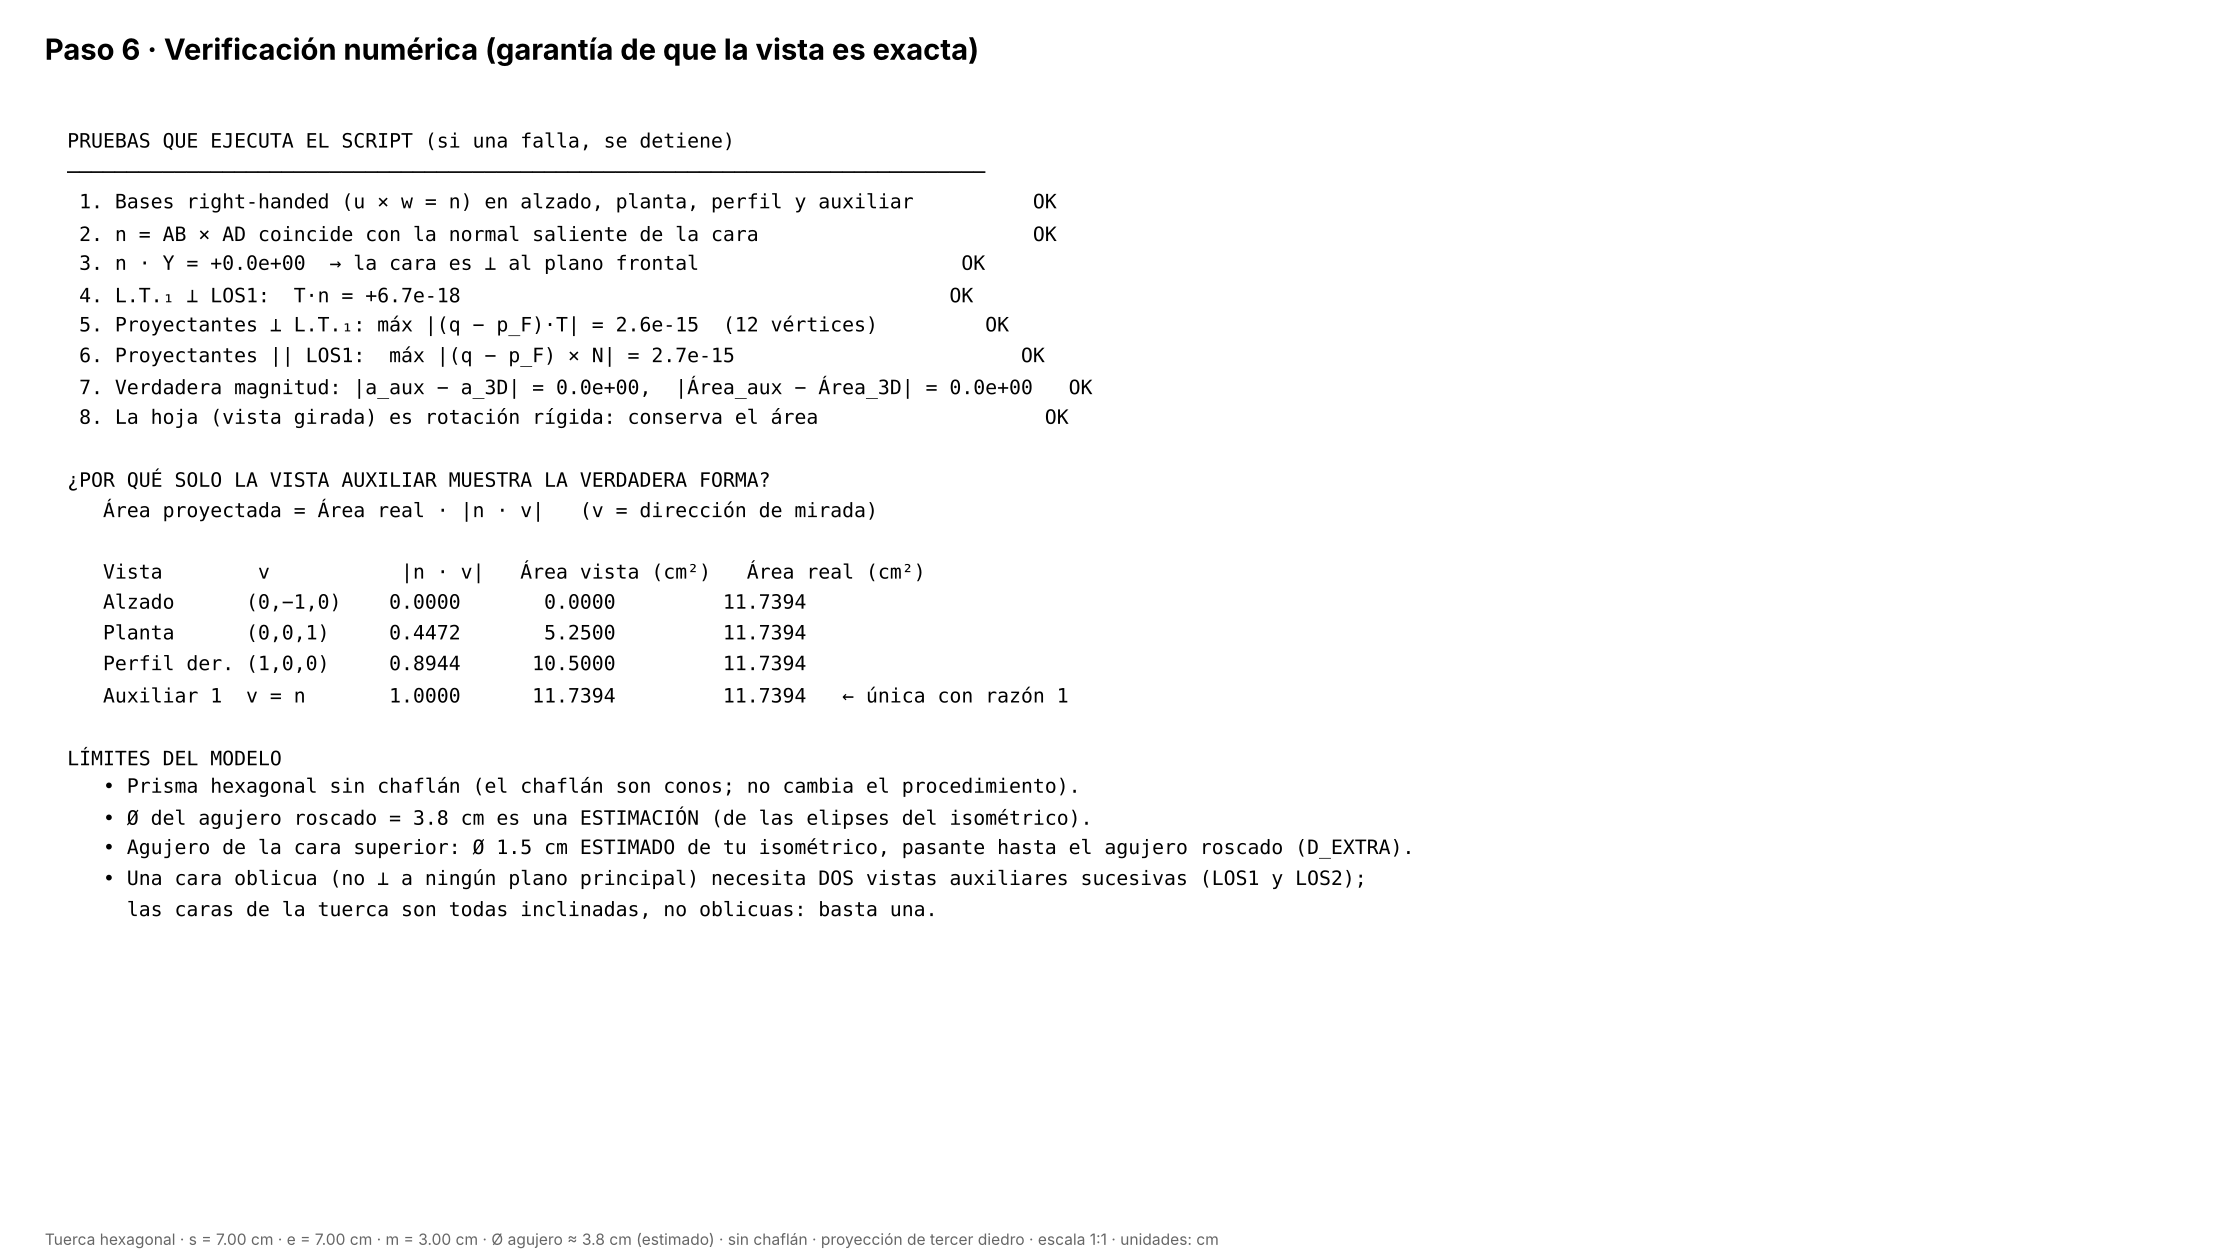 Paso 6 · Verificación numérica (garantía de que la vista es exacta)
PRUEBAS QUE EJECUTA EL SCRIPT (si una falla, se detiene)
1. Bases right-handed (u × w = n) en alzado, planta, perfil y auxiliar OK
2. n = AB × AD coincide con la normal saliente de la cara OK
3. n · Y = +0.0e+00 → la cara es ⊥ al plano frontal OK
4. L.T.₁ ⊥ LOS1: T·n = +6.7e-18 OK
5. Proyectantes ⊥ L.T.₁: máx |(q − p_F)·T| = 2.6e-15 (12 vértices) OK
6. Proyectantes || LOS1: máx |(q − p_F) × N| = 2.7e-15 OK
7. Verdadera magnitud: |a_aux − a_3D| = 0.0e+00, |Área_aux − Área_3D| = 0.0e+00 OK
8. La hoja (vista girada) es rotación rígida: conserva el área OK
¿POR QUÉ SOLO LA VISTA AUXILIAR MUESTRA LA VERDADERA FORMA?
Área proyectada = Área real · |n · v| (v = dirección de mirada)
Vista v |n · v| Área vista (cm²) Área real (cm²)
Alzado (0,−1,0) 0.0000 0.0000 11.7394
Planta (0,0,1) 0.4472 5.2500 11.7394
Perfil der. (1,0,0) 0.8944 10.5000 11.7394
Auxiliar 1 v = n 1.0000 11.7394 11.7394 ← única con razón 1
LÍMITES DEL MODELO
• Prisma hexagonal sin chaflán (el chaflán son conos; no cambia el procedimiento).
• Ø del agujero roscado = 3.8 cm es una ESTIMACIÓN (de las elipses del isométrico).
• Agujero de la cara superior: Ø 1.5 cm ESTIMADO de tu isométrico, pasante hasta el agujero roscado (D_EXTRA).
• Una cara oblicua (no ⊥ a ningún plano principal) necesita DOS vistas auxiliares sucesivas (LOS1 y LOS2);
las caras de la tuerca son todas inclinadas, no oblicuas: basta una.
Tuerca hexagonal · s = 7.00 cm · e = 7.00 cm · m = 3.00 cm · Ø agujero ≈ 3.8 cm (estimado) · sin chaflán · proyección de tercer diedro · escala 1:1 · unidades: cm